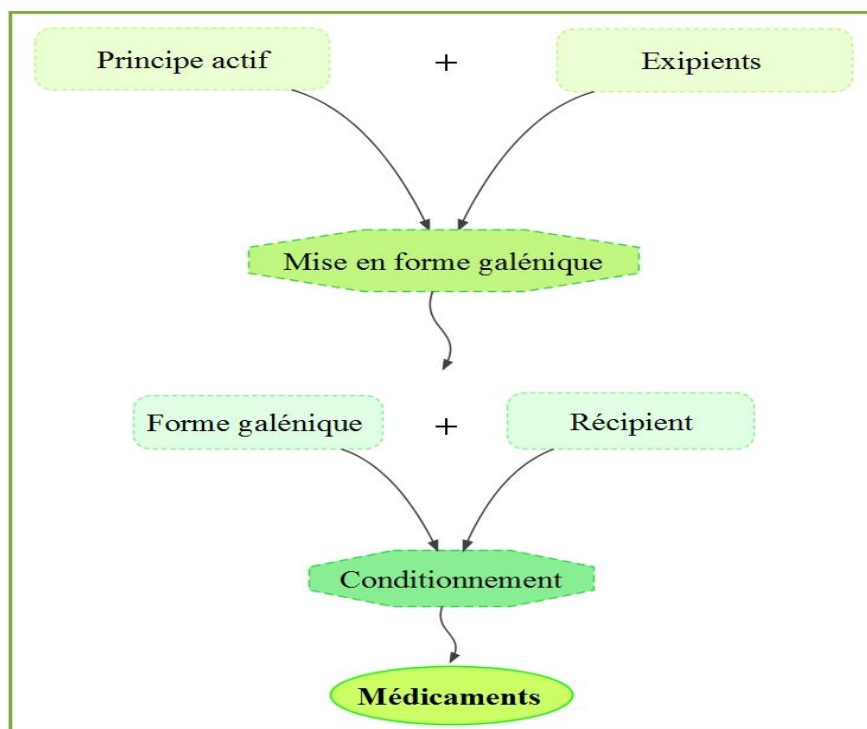 Principe actif + Exipients
Mise en forme galénique
Forme galénique + Récipient
Conditionnement
Médicaments